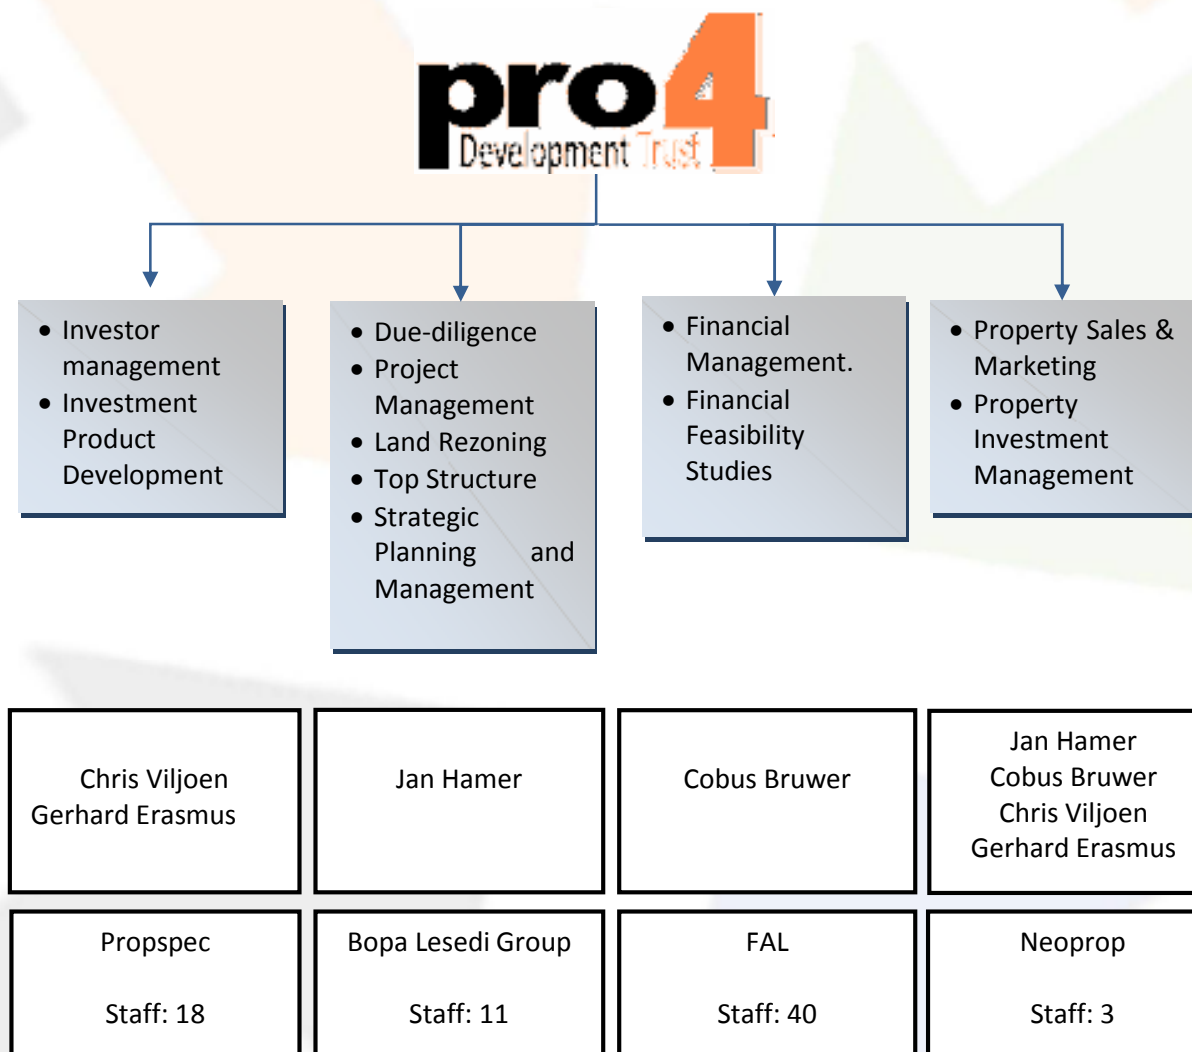 pro4
Development Trust
• Investor
management
• Investment
Product
Development
• Due-diligence
• Project
Management
• Land Rezoning
• Top Structure
• Strategic
Planning and
Management
• Financial
Management.
• Financial
Feasibility
Studies
• Property Sales &
Marketing
• Property
Investment
Management
Chris Viljoen
Gerhard Erasmus
Jan Hamer
Cobus Bruwer
Jan Hamer
Cobus Bruwer
Chris Viljoen
Gerhard Erasmus
Propspec
Staff: 18
Bopa Lesedi Group
Staff: 11
FAL
Staff: 40
Neoprop
Staff: 3